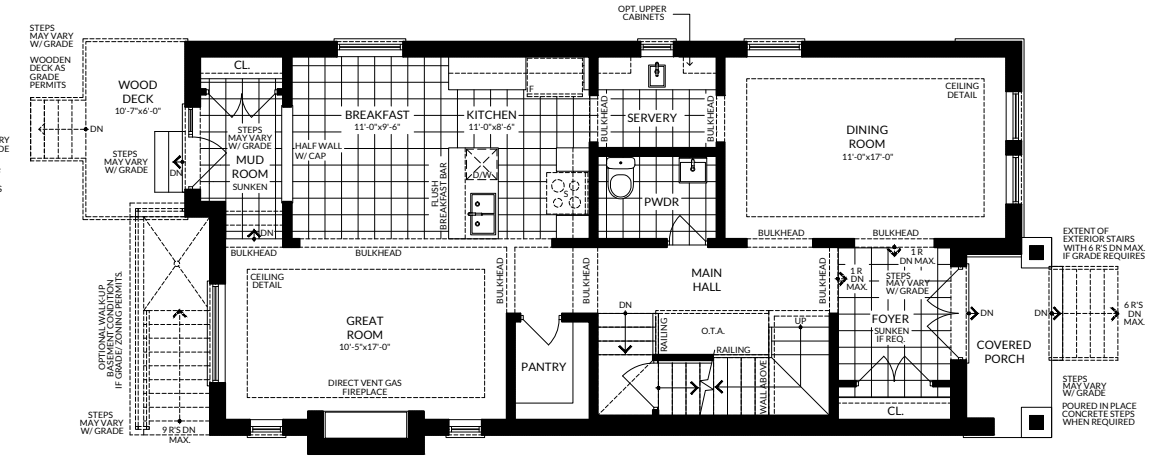 STEPS
MAY VARY
W/ GRADE
WOODEN
DECK AS
GRADE
PERMITS
WOOD
DECK
10'-7"x6'-0"
DN
STEPS
MAY VARY
W/ GRADE
DN
CL.
STEPS
MAY VARY
W/ GRADE
MUD
ROOM
SUNKEN
DN
HALF WALL
W/ CAP
BREAKFAST
11'-0"x9'-6"
KITCHEN
11'-0"x8'-6"
F
D/W
S
FLUSH
BREAKFAST BAR
OPT. UPPER
CABINETS
BULKHEAD
SERVERY
BULKHEAD
PWDR
CEILING
DETAIL
DINING
ROOM
11'-0"x17'-0"
BULKHEAD
BULKHEAD
BULKHEAD
BULKHEAD
CEILING
DETAIL
GREAT
ROOM
10'-5"x17'-0"
DIRECT VENT GAS
FIREPLACE
BULKHEAD
BULKHEAD
PANTRY
MAIN
HALL
BULKHEAD
DN
RAILING
O.T.A.
RAILING
UP
WALL ABOVE
1 R
DN
MAX.
1 R
DN MAX.
STEPS
MAY VARY
W/ GRADE
FOYER
SUNKEN
IF REQ.
CL.
DN
COVERED
PORCH
DN
EXTENT OF
EXTERIOR STAIRS
WITH 6 R'S DN MAX.
IF GRADE REQUIRES
6 R'S
DN
MAX.
STEPS
MAY VARY
W/ GRADE
POURED IN PLACE
CONCRETE STEPS
WHEN REQUIRED
OPTIONAL WALK-UP
BASEMENT CONDITION.
IF GRADE/ ZONING PERMITS.
STEPS
MAY VARY
W/ GRADE
9 R'S DN
MAX.